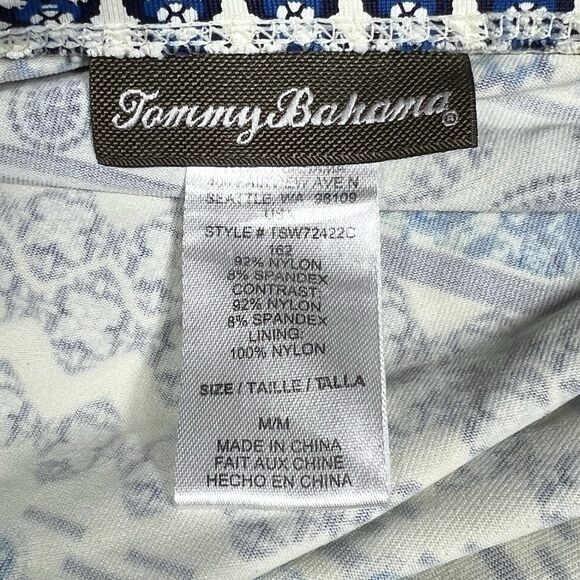 Tommy Bahama®
AVE N
SEATTLE, WA 98109
STYLE # TSW72422C
162
92% NYLON
8% SPANDEX
CONTRAST:
92% NYLON
8% SPANDEX
LINING:
100% NYLON
SIZE / TAILLE / TALLA
M/M
MADE IN CHINA
FAIT AUX CHINE
HECHO EN CHINA